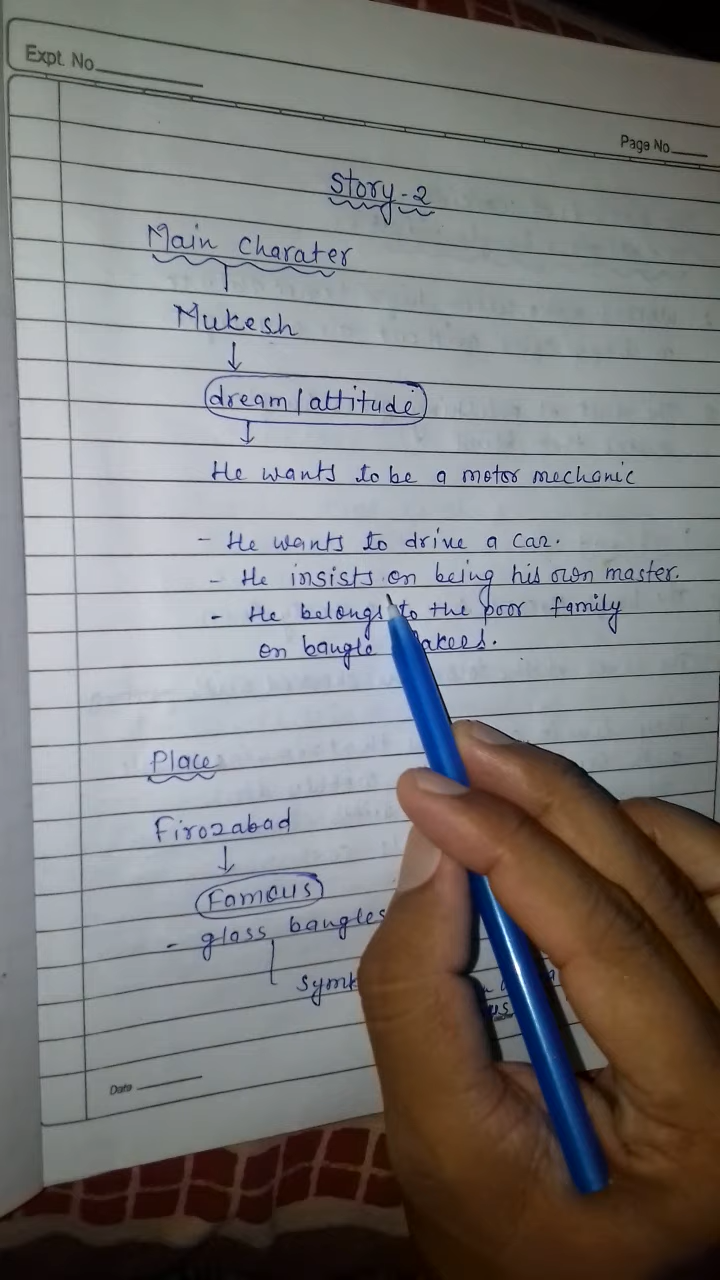 Expt. No.
Page No.
Story-2
Main Charater
Mukesh
dream/attitude
He wants to be a motor mechanic
- He wants to drive a car.
- He insists on being his own master.
- He belongs to the poor family
on bangle
Place
Firozabad
Famous
- glass bangles
Date